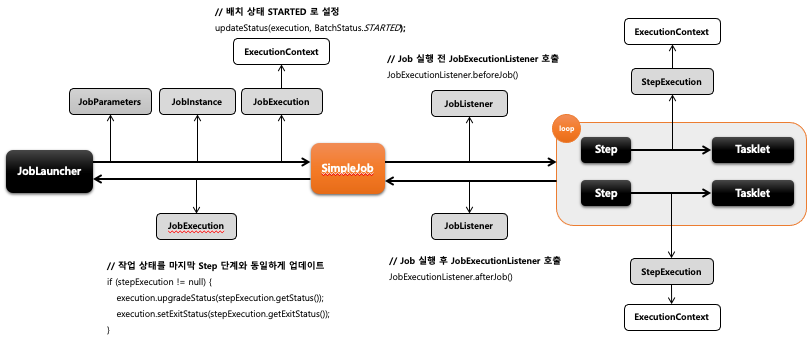 // 배치 상태 STARTED 로 설정
updateStatus(execution, BatchStatus.STARTED);
ExecutionContext
JobParameters
JobInstance
JobExecution
// Job 실행 전 JobExecutionListener 호출
JobExecutionListener.beforeJob()
JobListener
ExecutionContext
StepExecution
loop
JobLauncher
SimpleJob
Step
Tasklet
Step
Tasklet
JobExecution
JobListener
// 작업 상태를 마지막 Step 단계와 동일하게 업데이트
if (stepExecution != null) {
execution.upgradeStatus(stepExecution.getStatus());
execution.setExitStatus(stepExecution.getExitStatus());
}
// Job 실행 후 JobExecutionListener 호출
JobExecutionListener.afterJob()
StepExecution
ExecutionContext